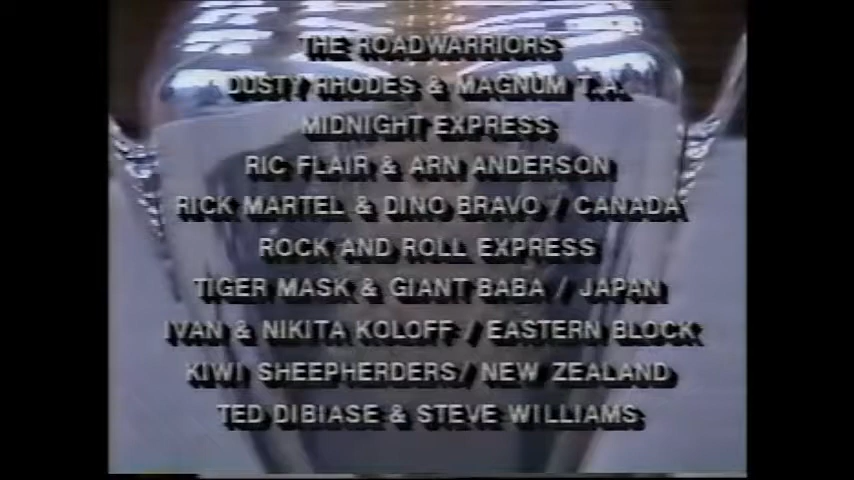 THE ROADWARRIORS
DUSTY RHODES & MAGNUM T.A.
MIDNIGHT EXPRESS
RIC FLAIR & ARN ANDERSON
RICK MARTEL & DINO BRAVO / CANADA
ROCK AND ROLL EXPRESS
TIGER MASK & GIANT BABA / JAPAN
IVAN & NIKITA KOLOFF / EASTERN BLOCK
KIWI SHEEPHERDERS / NEW ZEALAND
TED DIBIASE & STEVE WILLIAMS